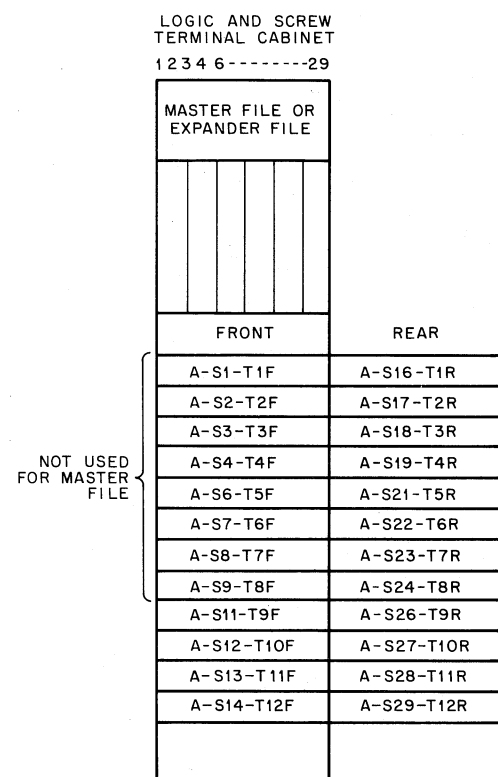 LOGIC AND SCREW
TERMINAL CABINET
1 2 3 4 6--------29
MASTER FILE OR
EXPANDER FILE
FRONT REAR
A-S1-T1F A-S16-T1R
A-S2-T2F A-S17-T2R
A-S3-T3F A-S18-T3R
A-S4-T4F A-S19-T4R
A-S6-T5F A-S21-T5R
A-S7-T6F A-S22-T6R
A-S8-T7F A-S23-T7R
A-S9-T8F A-S24-T8R
A-S11-T9F A-S26-T9R
A-S12-T10F A-S27-T10R
A-S13-T11F A-S28-T11R
A-S14-T12F A-S29-T12R
NOT USED
FOR MASTER
FILE